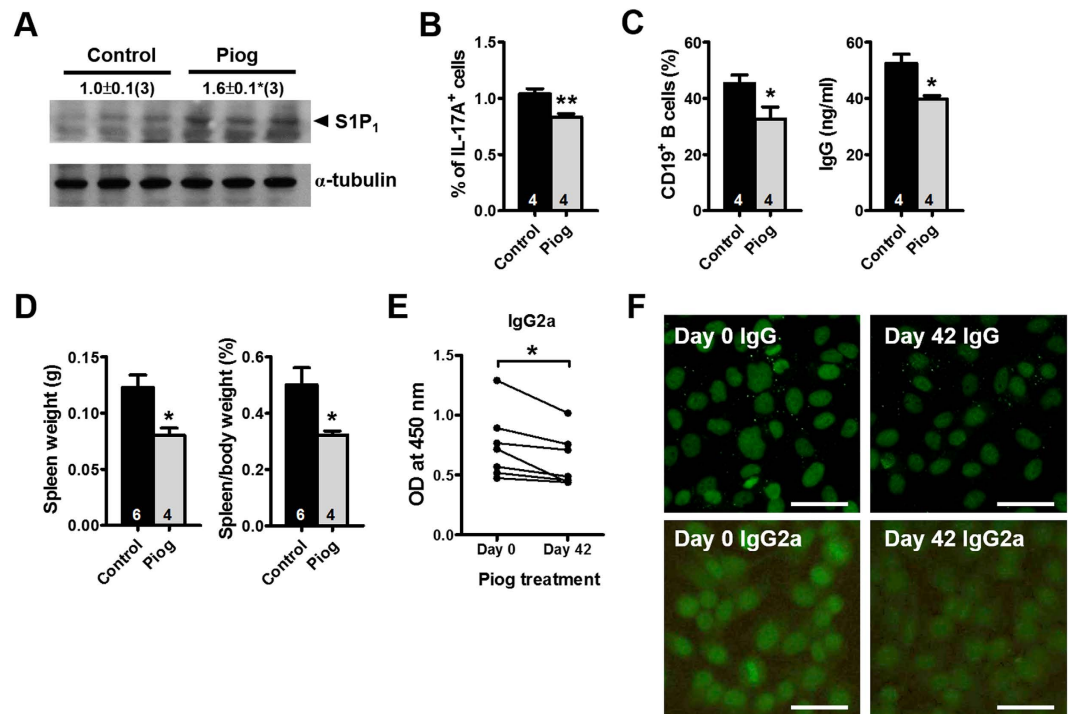 A
Control Piog
1.0±0.1(3) 1.6±0.1*(3)
S1P1
α-tubulin
B
% of IL-17A+ cells
1.5
1.0
0.5
0.0
**
4 4
Control Piog
C
CD19+ B cells (%)
60
40
20
0
*
4 4
Control Piog
IgG (ng/ml)
60
40
20
0
*
4 4
Control Piog
D
Spleen weight (g)
0.15
0.10
0.05
0.00
*
6 4
Control Piog
Spleen/body weight (%)
0.6
0.4
0.2
0.0
*
6 4
Control Piog
E
IgG2a
OD at 450 nm
1.5
1.0
0.5
0.0
*
Day 0 Day 42
Piog treatment
F
Day 0 IgG
Day 42 IgG
Day 0 IgG2a
Day 42 IgG2a